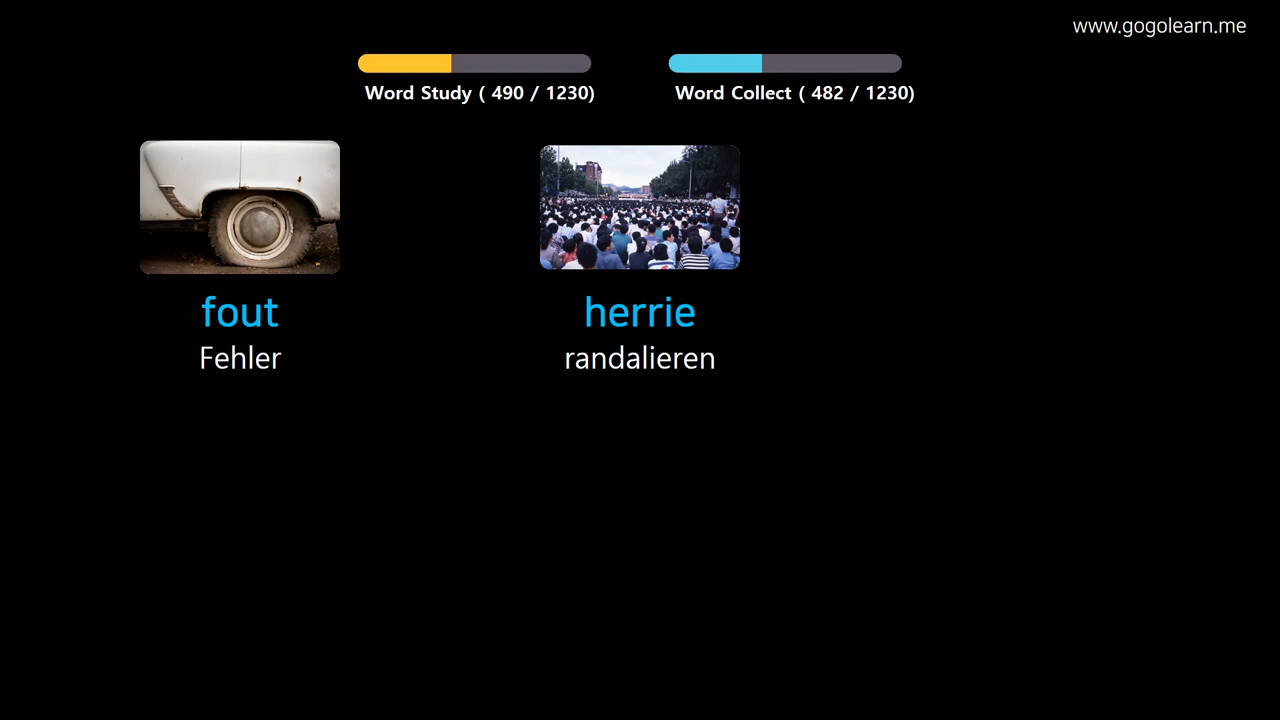 www.gogolearn.me
Word Study ( 490 / 1230)
Word Collect ( 482 / 1230)
fout
Fehler
herrie
randalieren